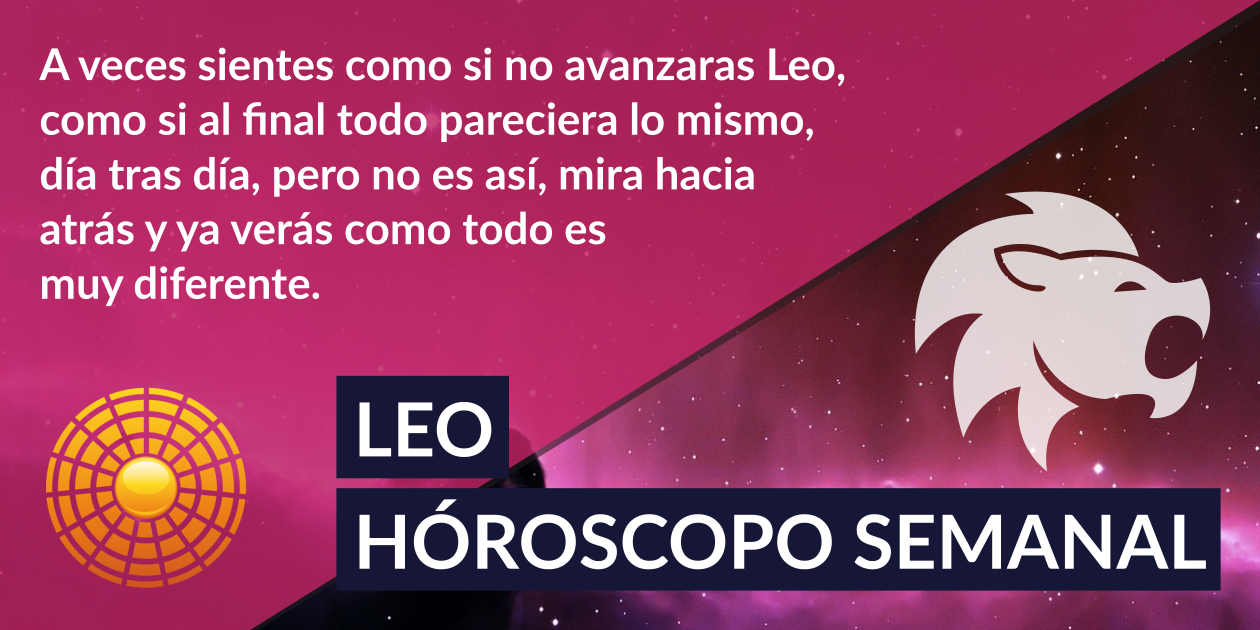 A veces sientes como si no avanzaras Leo,
como si al final todo pareciera lo mismo,
día tras día, pero no es así, mira hacia
atrás y ya verás como todo es
muy diferente.
LEO
HÓROSCOPO SEMANAL